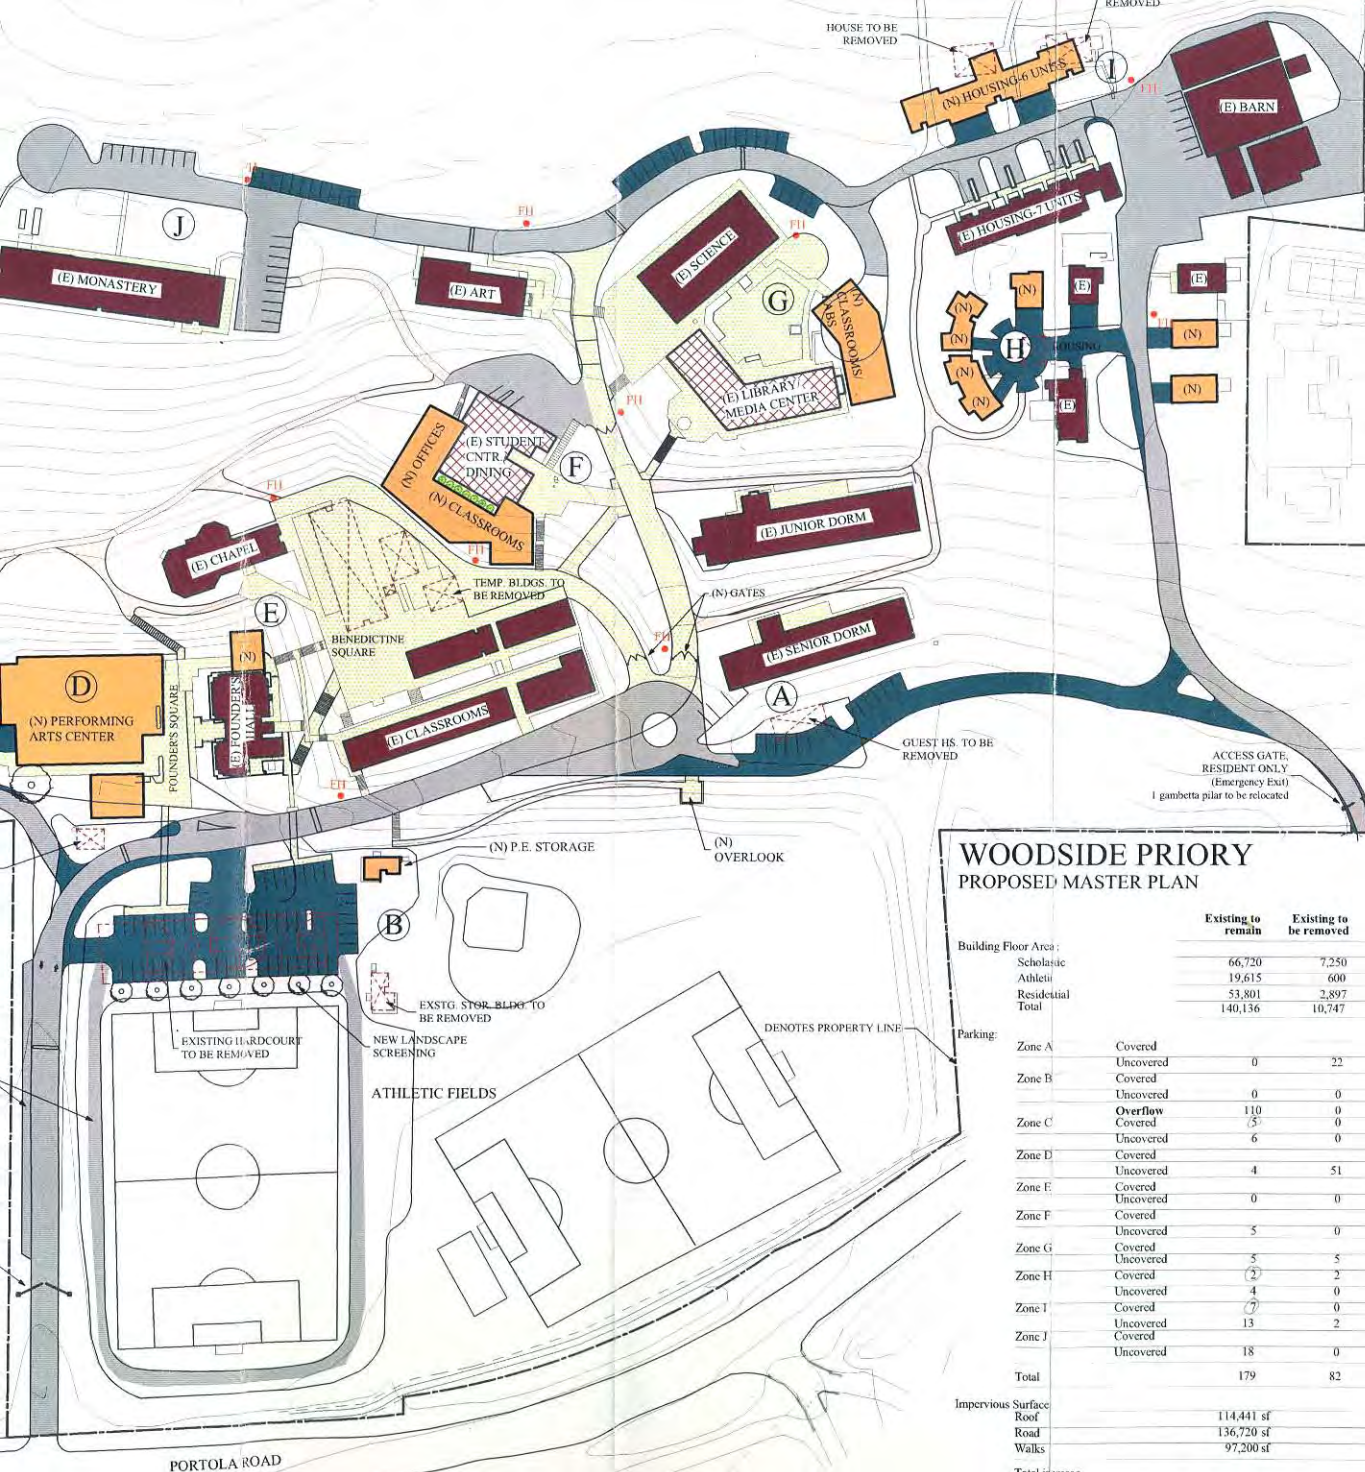 REMOVED
HOUSE TO BE
REMOVED
I
(N) HOUSING-6 UNITS
FH
(E) BARN
FH
J
FH
FH
(E) SCIENCE
(E) HOUSING-7 UNITS
(E) MONASTERY
(E) ART
G
(N)
CLASSROOMS/
LABS
(N)
(E)
(E)
(N)
(N)
(N)
H
HOUSING
(N)
(N)
(N)
(N)
(E)
(E) LIBRARY/
MEDIA CENTER
FH
(N) OFFICES
(E) STUDENT
CNTR./
DINING
F
(N) CLASSROOMS
FH
(E) JUNIOR DORM
(E) CHAPEL
FH
TEMP. BLDGS. TO
BE REMOVED
(N) GATES
E
BENEDICTINE
SQUARE
FH
(E) SENIOR DORM
(N)
D
(N) PERFORMING
ARTS CENTER
FOUNDER'S SQUARE
(E) FOUNDER'S
HALL
(E) CLASSROOMS
A
GUEST HS. TO BE
REMOVED
FH
ACCESS GATE,
RESIDENT ONLY
(Emergency Exit)
1 gambetta pilar to be relocated
(N) P.E. STORAGE
(N)
OVERLOOK
B
EXISTING HARDCOURT
TO BE REMOVED
NEW LANDSCAPE
SCREENING
EXSTG. STOR. BLDG. TO
BE REMOVED
DENOTES PROPERTY LINE
ATHLETIC FIELDS
PORTOLA ROAD
WOODSIDE PRIORY
PROPOSED MASTER PLAN
Existing to remain Existing to be removed
Building Floor Area:
Scholastic 66,720 7,250
Athletic 19,615 600
Residential 53,801 2,897
Total 140,136 10,747
Parking:
Zone A Covered
Uncovered 0 22
Zone B Covered
Uncovered 0 0
Overflow 110 0
Zone C Covered 5 0
Uncovered 6 0
Zone D Covered
Uncovered 4 51
Zone E Covered
Uncovered 0 0
Zone F Covered
Uncovered 5 0
Zone G Covered
Uncovered 5 5
Zone H Covered 2 2
Uncovered 4 0
Zone I Covered 7 0
Uncovered 13 2
Zone J Covered
Uncovered 18 0
Total 179 82
Impervious Surface
Roof 114,441 sf
Road 136,720 sf
Walks 97,200 sf